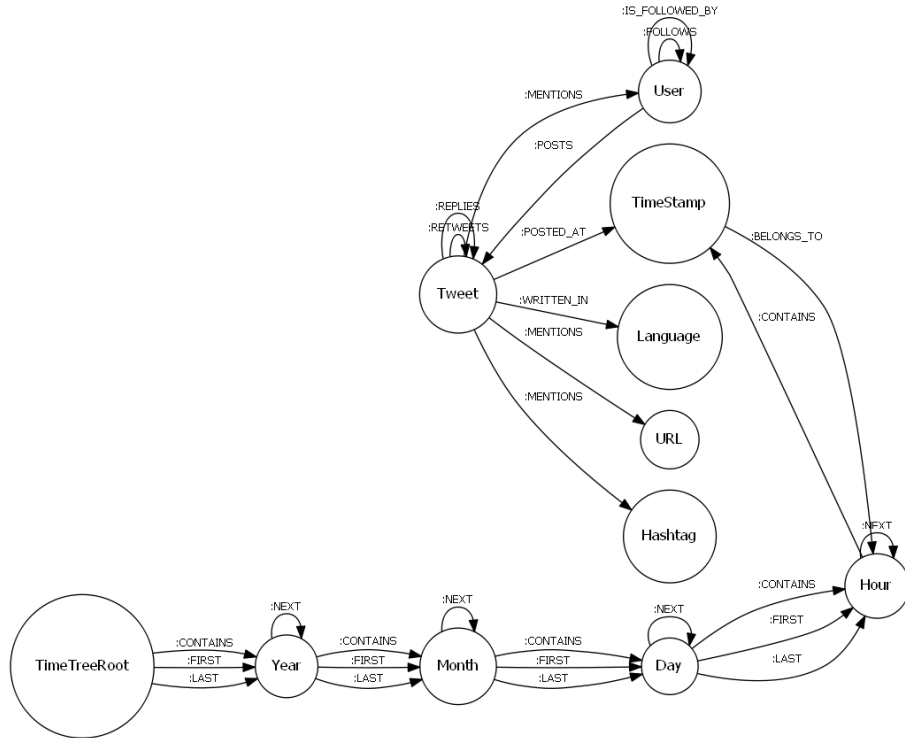 :IS_FOLLOWED_BY
:FOLLOWS
User
:MENTIONS
:POSTS
TimeStamp
:REPLIES
:RETWEETS
:POSTED_AT
:BELONGS_TO
Tweet
:WRITTEN_IN
:CONTAINS
:MENTIONS
Language
:MENTIONS
URL
Hashtag
:NEXT
Hour
:NEXT
:NEXT
:NEXT
:CONTAINS
:FIRST
:LAST
TimeTreeRoot
:CONTAINS
:FIRST
:LAST
Year
:CONTAINS
:FIRST
:LAST
Month
:CONTAINS
:FIRST
:LAST
Day